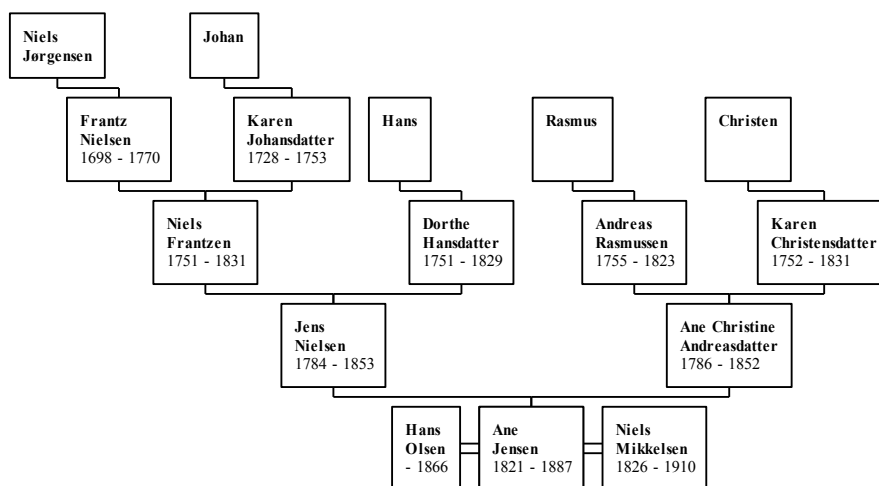 Niels
Jørgensen
Johan
Frantz
Nielsen
1698 - 1770
Karen
Johansdatter
1728 - 1753
Hans
Rasmus
Christen
Niels
Frantzen
1751 - 1831
Dorthe
Hansdatter
1751 - 1829
Andreas
Rasmussen
1755 - 1823
Karen
Christensdatter
1752 - 1831
Jens
Nielsen
1784 - 1853
Ane Christine
Andreasdatter
1786 - 1852
Hans
Olsen
- 1866
Ane
Jensen
1821 - 1887
Niels
Mikkelsen
1826 - 1910